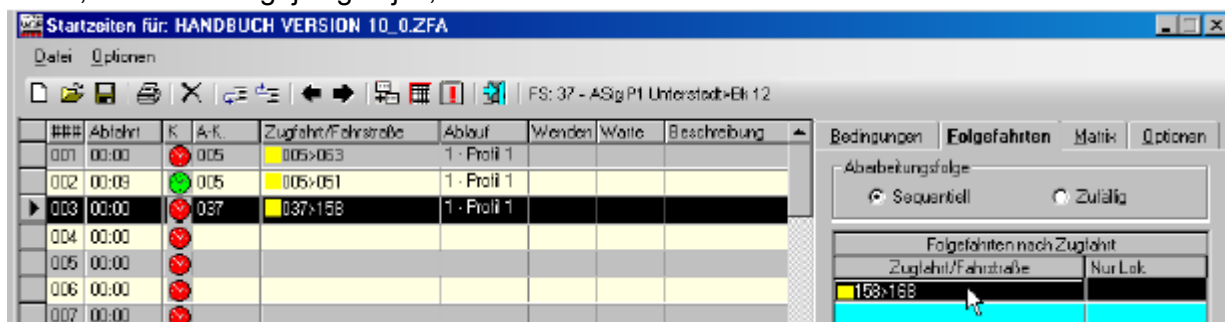 Startzeiten für: HANDBUCH VERSION 10_0.ZFA
Datei Optionen
FS: 37 - ASig P1 Unterstadt>Bk 12
### Abfahrt K A-K. Zugfahrt/Fahrstraße Ablauf Wenden Warte Beschreibung
001 00:00 005 005>063 1 - Profil 1
002 00:09 005 005>051 1 - Profil 1
003 00:00 037 037>158 1 - Profil 1
004 00:00
005 00:00
006 00:00
007 00:00
Bedingungen Folgefahrten Matrix Optionen
Abarbeitungsfolge
Sequentiell Zufällig
Folgefahrten nach Zugfahrt
Zugfahrt/Fahrstraße Nur Lok.
158>168